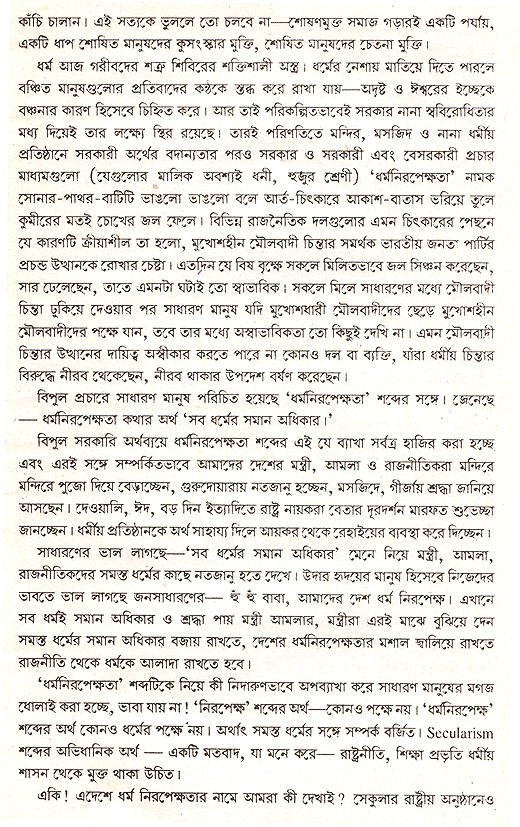 কাঁচি চালান। এই সত্যকে ভুললে তো চলবে না—শোষণমুক্ত সমাজ গড়ারই একটি পর্যায়,
একটি ধাপ শোষিত মানুষদের কুসংস্কার মুক্তি, শোষিত মানুষদের চেতনা মুক্তি।
ধর্ম আজ গরীবদের শত্রু শিবিরের শক্তিশালী অস্ত্র। ধর্মের নেশায় মাতিয়ে দিতে পারলে
বঞ্চিত মানুষগুলোর প্রতিবাদের কণ্ঠকে স্তব্ধ করে রাখা যায়—অদৃষ্ট ও ঈশ্বরের ইচ্ছেকে
বঞ্চনার কারণ হিসেবে চিহ্নিত করে। আর তাই পরিকল্পিতভাবেই সরকার নানা স্ববিরোধিতার
মধ্য দিয়েই তার লক্ষ্যে স্থির রয়েছে। তারই পরিণতিতে মন্দির, মসজিদ ও নানা ধর্মীয়
প্রতিষ্ঠানে সরকারী অর্থের বদান্যতার পরও সরকার ও সরকারী এবং বেসরকারী প্রচার
মাধ্যমগুলো (যেগুলোর মালিক অবশ্যই ধনী, হুজুর শ্রেণী) ‘ধর্মনিরপেক্ষতা’ নামক
সোনার-পাথর-বাটিটি ভাঙলো ভাঙলো বলে আর্ত-চিৎকারে আকাশ-বাতাস ভরিয়ে তুলে
কুমীরের মতই চোখের জল ফেলে। বিভিন্ন রাজনৈতিক দলগুলোর এমন চিৎকারের পেছনে
যে কারণটি ক্রীয়াশীল তা হলো, মুখোশহীন মৌলবাদী চিন্তার সমর্থক ভারতীয় জনতা পার্টির
প্রচন্ড উত্থানকে রোখার চেষ্টা। এতদিন যে বিষ বৃক্ষে সকলে মিলিতভাবে জল সিঞ্চন করেছেন,
সার ঢেলেছেন, তাতে এমনটা ঘটাই তো স্বাভাবিক। সকলে মিলে সাধারণের মধ্যে মৌলবাদী
চিন্তা ঢুকিয়ে দেওয়ার পর সাধারণ মানুষ যদি মুখোশধারী মৌলবাদীদের ছেড়ে মুখোশহীন
মৌলবাদীদের পক্ষে যান, তবে তার মধ্যে অস্বাভাবিকতা তো কিছুই দেখি না। এমন মৌলবাদী
চিন্তার উত্থানের দায়িত্ব অস্বীকার করতে পারে না কোনও দল বা ব্যক্তি, যাঁরা ধর্মীয় চিন্তার
বিরুদ্ধে নীরব থেকেছেন, নীরব থাকার উপদেশ বর্ষণ করেছেন।
বিপুল প্রচারে সাধারণ মানুষ পরিচিত হয়েছে ‘ধর্মনিরপেক্ষতা’ শব্দের সঙ্গে। জেনেছে
— ধর্মনিরপেক্ষতা কথার অর্থ ‘সব ধর্মের সমান অধিকার।’
বিপুল সরকারি অর্থব্যয়ে ধর্মনিরপেক্ষতা শব্দের এই যে ব্যাখা সর্বত্র হাজির করা হচ্ছে
এবং এরই সঙ্গে সম্পর্কিতভাবে আমাদের দেশের মন্ত্রী, আমলা ও রাজনীতিকরা মন্দিরে
মন্দিরে পুজো দিয়ে বেড়াচ্ছেন, গুরুদোয়ারায় নতজানু হচ্ছেন, মসজিদে, গীর্জায় শ্রদ্ধা জানিয়ে
আসছেন। দেওয়ালি, ঈদ, বড় দিন ইত্যাদিতে রাষ্ট্র নায়করা বেতার দূরদর্শন মারফত শুভেচ্ছা
জানচ্ছেন। ধর্মীয় প্রতিষ্ঠানকে অর্থ সাহায্য দিলে আয়কর থেকে রেহাইয়ের ব্যবস্থা করে দিচ্ছেন।
সাধারণের ভাল লাগছে—‘সব ধর্মের সমান অধিকার’ মেনে নিয়ে মন্ত্রী, আমলা,
রাজনীতিকদের সমস্ত ধর্মের কাছে নতজানু হতে দেখে। উদার হৃদয়ের মানুষ হিসেবে নিজেদের
ভাবতে ভাল লাগছে জনসাধারণের— হুঁ হুঁ বাবা, আমাদের দেশ ধর্ম নিরপেক্ষ। এখানে
সব ধর্মই সমান অধিকার ও শ্রদ্ধা পায় মন্ত্রী আমলার, মন্ত্রীরা এরই মাঝে বুঝিয়ে দেন
সমস্ত ধর্মের সমান অধিকার বজায় রাখতে, দেশের ধর্মনিরপেক্ষতার মশাল জ্বালিয়ে রাখতে
রাজনীতি থেকে ধর্মকে আলাদা রাখতে হবে।
‘ধর্মনিরপেক্ষতা’ শব্দটিকে নিয়ে কী নিদারুণভাবে অপব্যাখা করে সাধারণ মানুষের মগজ
ধোলাই করা হচ্ছে, ভাবা যায় না! ‘নিরপেক্ষ’ শব্দের অর্থ—কোনও পক্ষে নয়। ‘ধর্মনিরপেক্ষ’
শব্দের অর্থ কোনও ধর্মের পক্ষে নয়। অর্থাৎ সমস্ত ধর্মের সঙ্গে সম্পর্ক বর্জিত। Secularism
শব্দের অভিধানিক অর্থ — একটি মতবাদ, যা মনে করে— রাষ্ট্রনীতি, শিক্ষা প্রভৃতি ধর্মীয়
শাসন থেকে মুক্ত থাকা উচিত।
একি! এদেশে ধর্ম নিরপেক্ষতার নামে আমরা কী দেখাই? সেকুলার রাষ্ট্রীয় অনুষ্ঠানেও